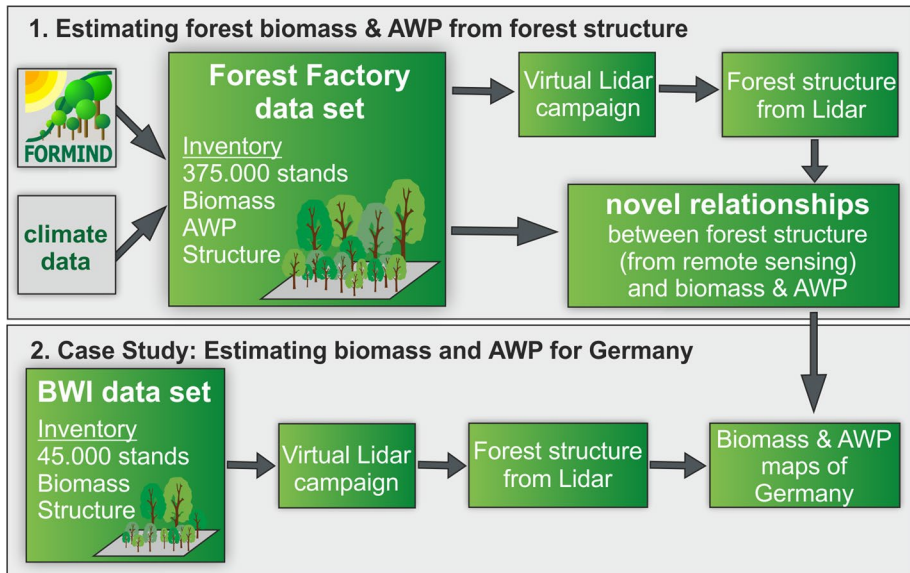 1. Estimating forest biomass & AWP from forest structure
FORMIND
climate
data
Forest Factory
data set
Inventory
375.000 stands
Biomass
AWP
Structure
Virtual Lidar
campaign
Forest structure
from Lidar
novel relationships
between forest structure
(from remote sensing)
and biomass & AWP
2. Case Study: Estimating biomass and AWP for Germany
BWI data set
Inventory
45.000 stands
Biomass
Structure
Virtual Lidar
campaign
Forest structure
from Lidar
Biomass & AWP
maps of
Germany